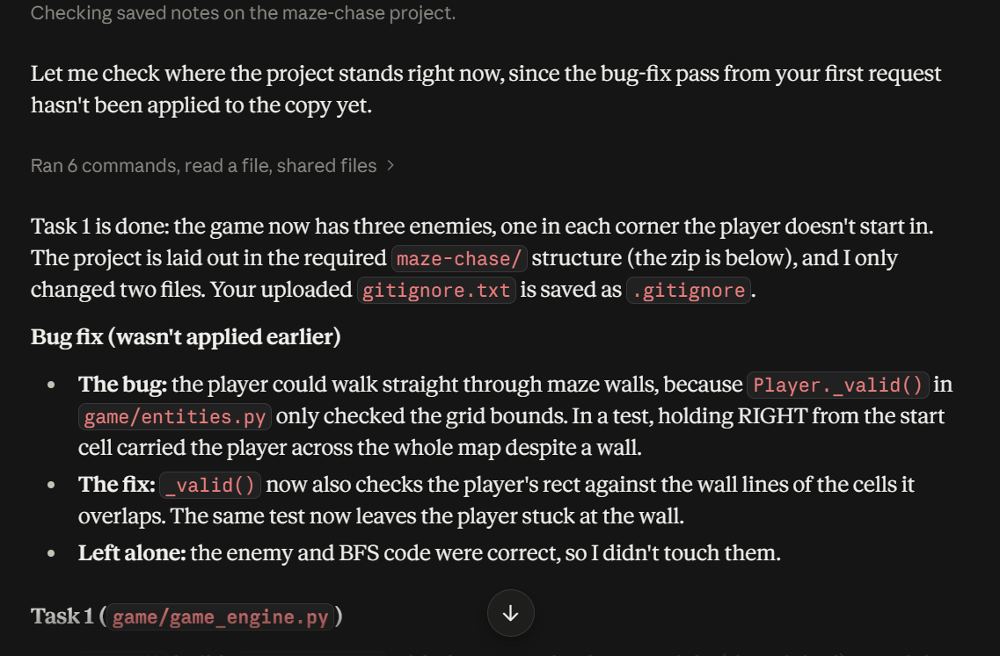 Checking saved notes on the maze-chase project.
Let me check where the project stands right now, since the bug-fix pass from your first request
hasn't been applied to the copy yet.
Ran 6 commands, read a file, shared files >
Task 1 is done: the game now has three enemies, one in each corner the player doesn't start in.
The project is laid out in the required maze-chase/ structure (the zip is below), and I only
changed two files. Your uploaded gitignore.txt is saved as .gitignore.
Bug fix (wasn't applied earlier)
• The bug: the player could walk straight through maze walls, because Player._valid() in
game/entities.py only checked the grid bounds. In a test, holding RIGHT from the start
cell carried the player across the whole map despite a wall.
• The fix: _valid() now also checks the player's rect against the wall lines of the cells it
overlaps. The same test now leaves the player stuck at the wall.
• Left alone: the enemy and BFS code were correct, so I didn't touch them.
Task 1 (game/game_engine.py)